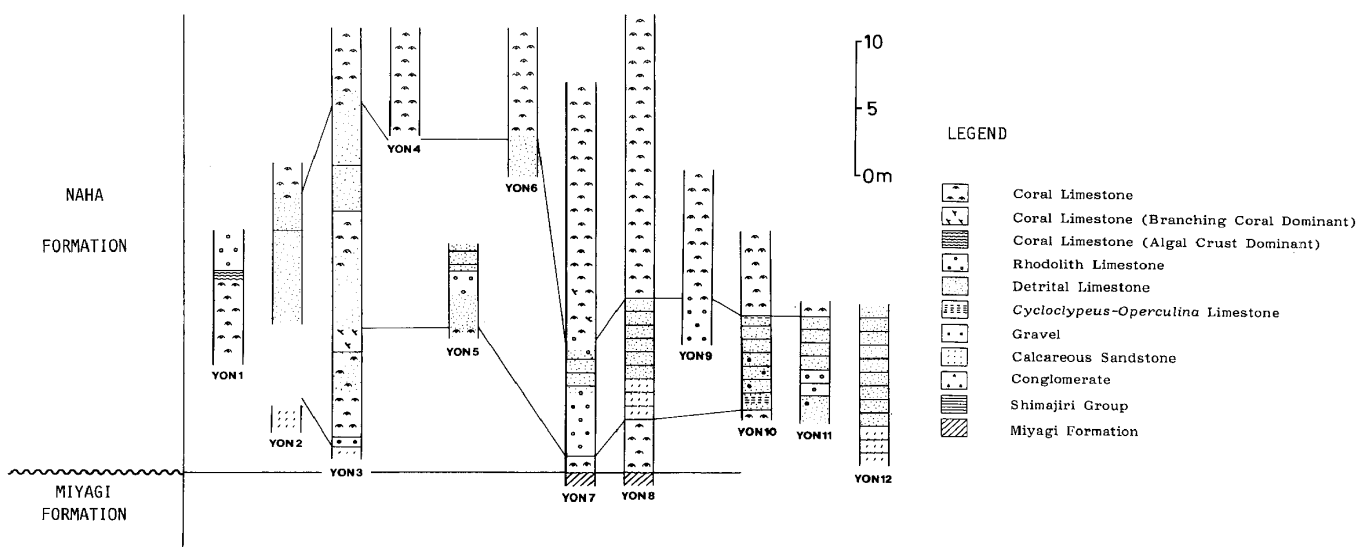 NAHA
FORMATION
MIYAGI
FORMATION
YON1
YON2
YON3
YON4
YON5
YON6
YON7
YON8
YON9
YON10
YON11
YON12
10
5
0m
LEGEND
Coral Limestone
Coral Limestone (Branching Coral Dominant)
Coral Limestone (Algal Crust Dominant)
Rhodolith Limestone
Detrital Limestone
Cycloclypeus-Operculina Limestone
Gravel
Calcareous Sandstone
Conglomerate
Shimajiri Group
Miyagi Formation